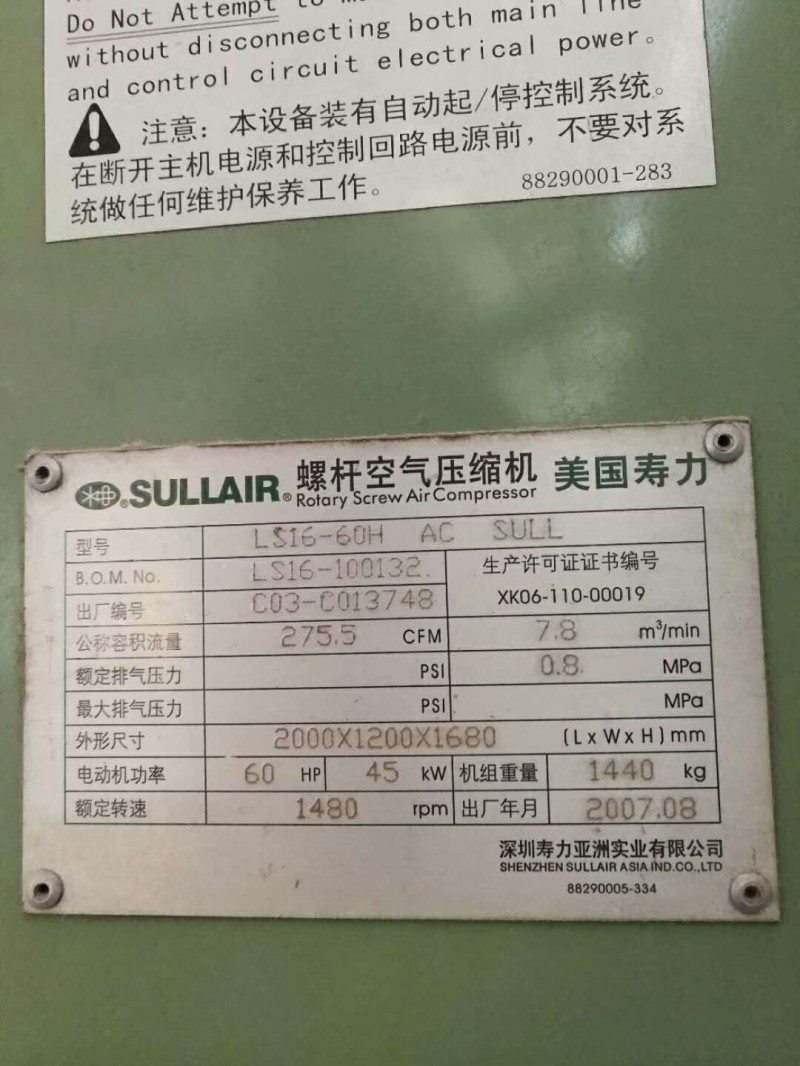 Do Not Attempt to
without disconnecting both main line
and control circuit electrical power。
注意：本设备装有自动起/停控制系统。
在断开主机电源和控制回路电源前，不要对系
统做任何维护保养工作。
88290001-283
SULLAIR® 螺杆空气压缩机 美国寿力
Rotary Screw Air Compressor
型号 LS16-60H AC SULL
B.O.M. No. LS16-100132 生产许可证证书编号
出厂编号 C03-C013748 XK06-110-00019
公称容积流量 275.5 CFM 7.8 m³/min
额定排气压力 PSI 0.8 MPa
最大排气压力 PSI MPa
外形尺寸 2000X1200X1680 (L x W x H) mm
电动机功率 60 HP 45 kW 机组重量 1440 kg
额定转速 1480 rpm 出厂年月 2007.08
深圳寿力亚洲实业有限公司
SHENZHEN SULLAIR ASIA IND.CO.,LTD
88290005-334